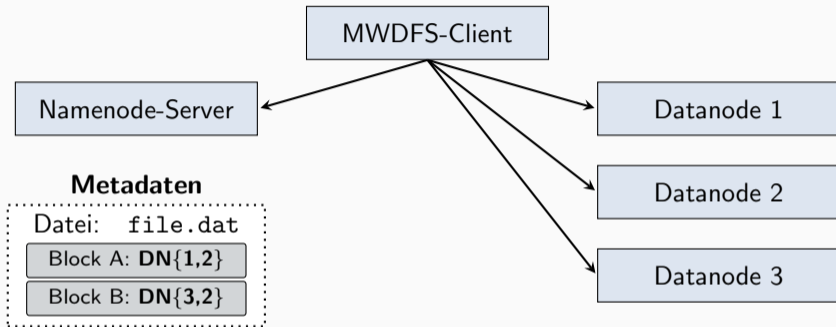 MWDFS-Client
Namenode-Server
Datanode 1
Datanode 2
Datanode 3
Metadaten
Datei: file.dat
Block A: DN{1,2}
Block B: DN{3,2}